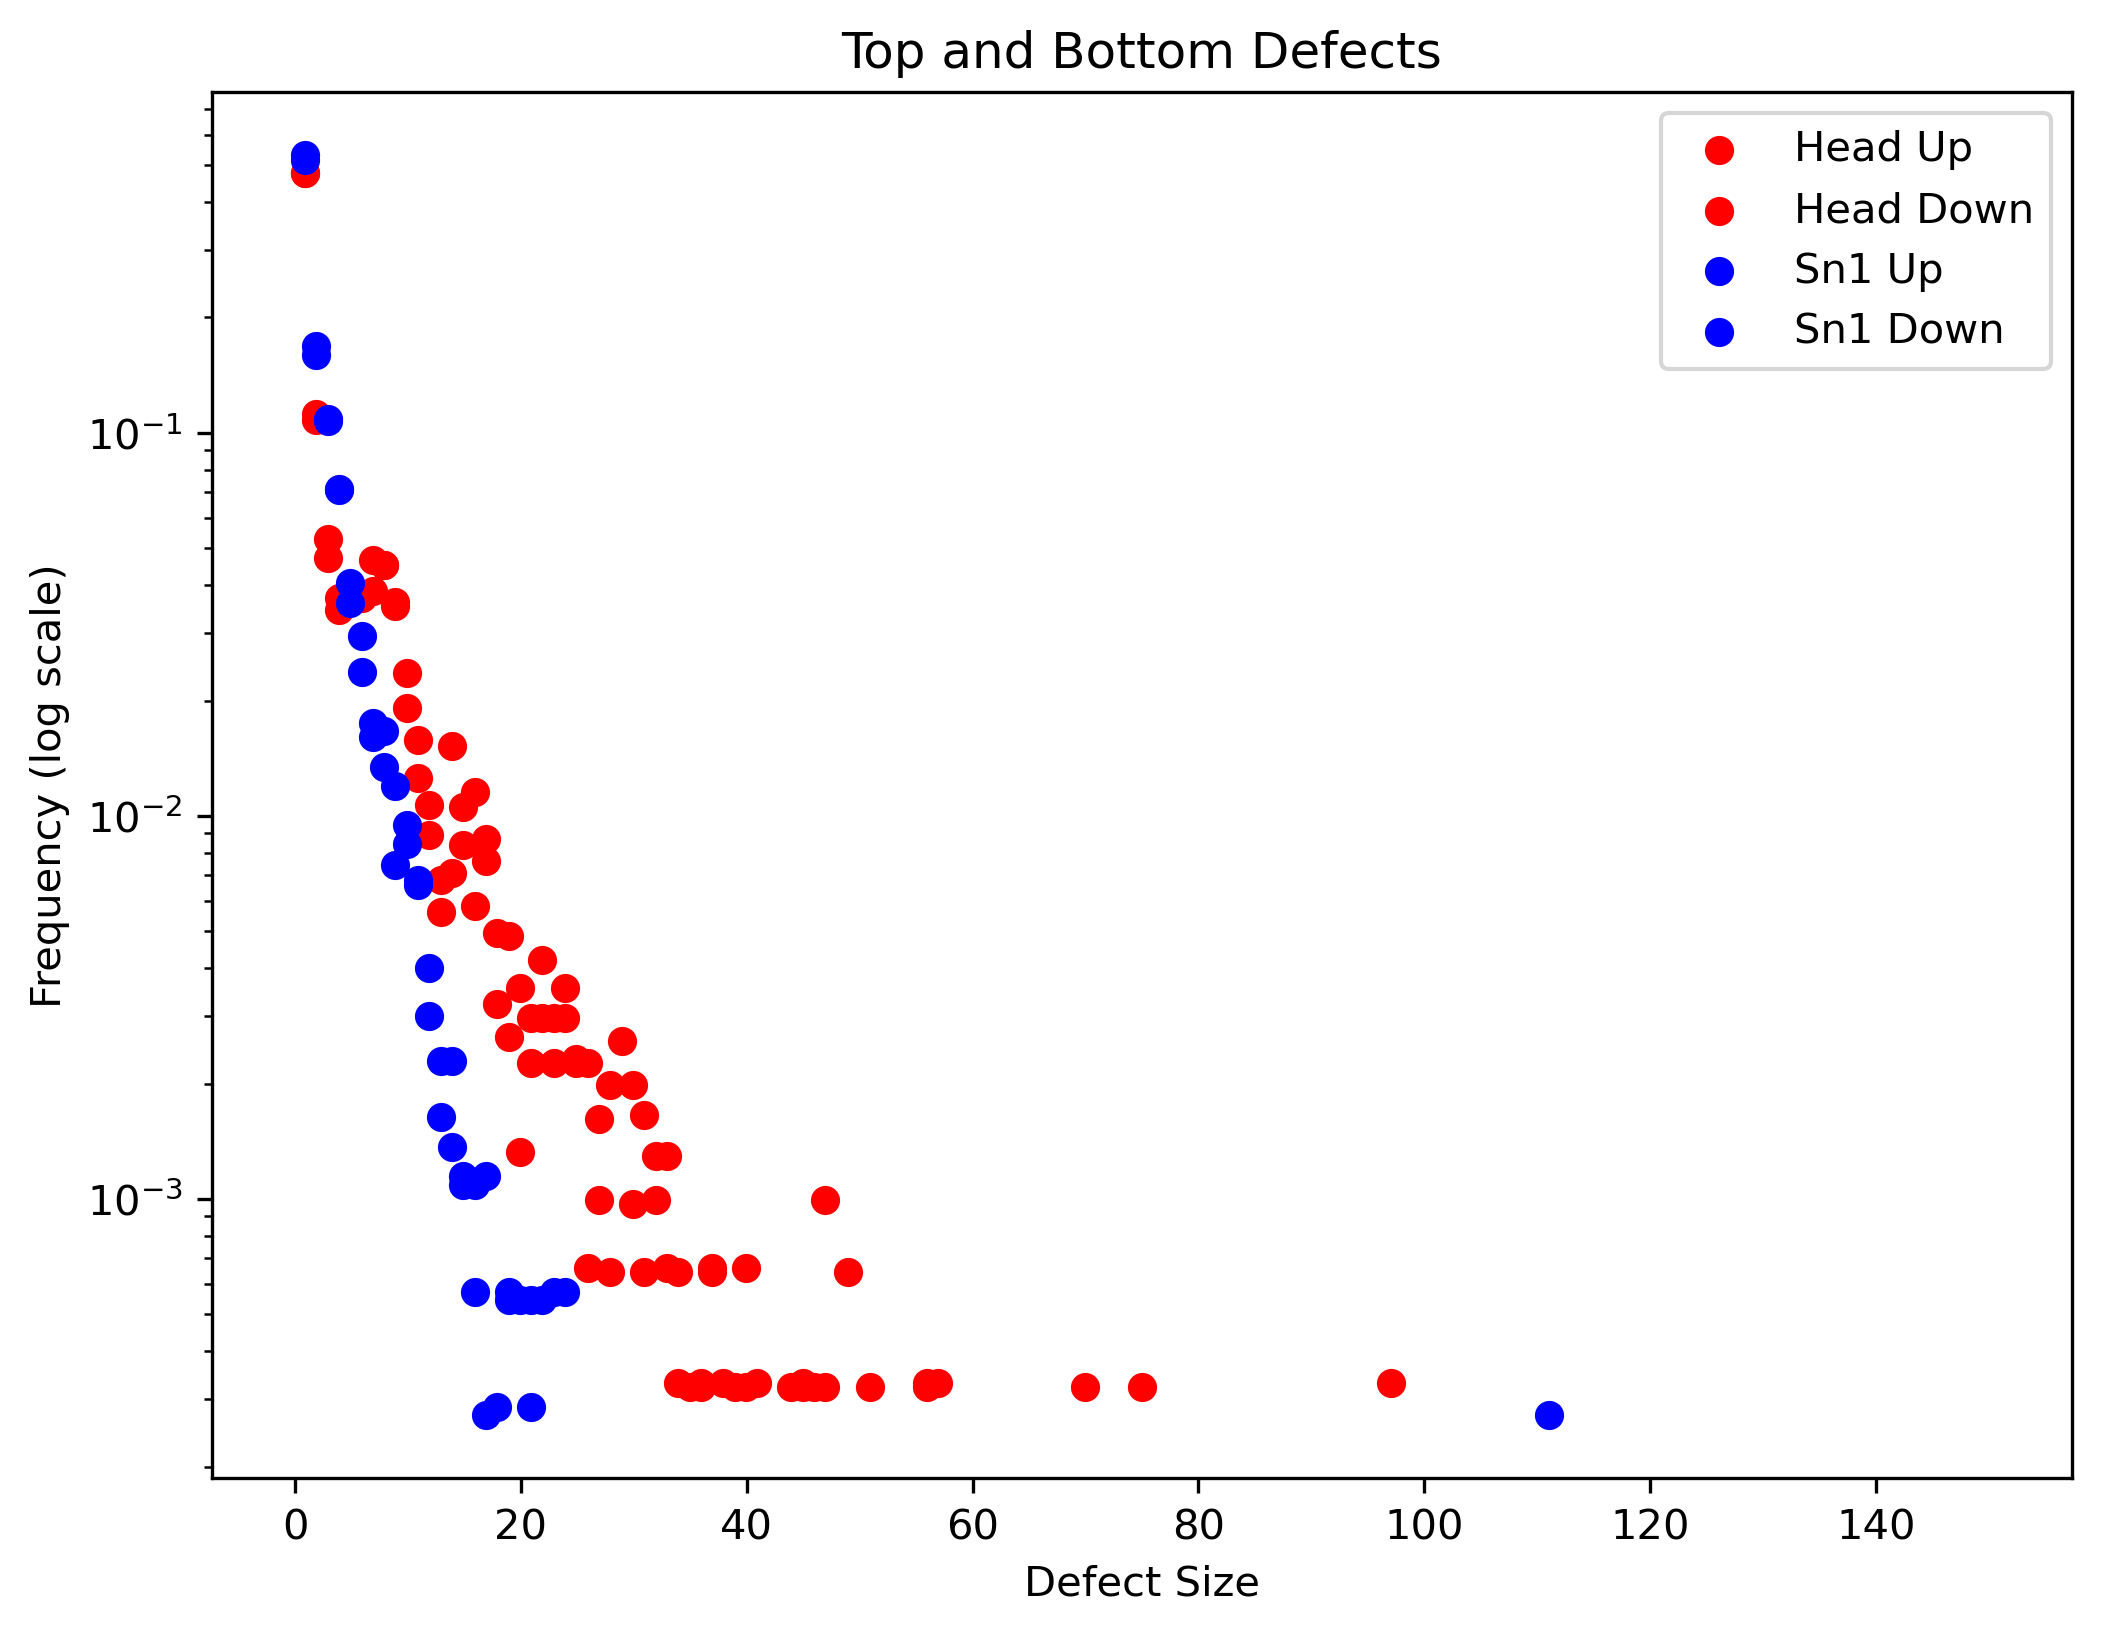 Top and Bottom Defects
Head Up
Head Down
Sn1 Up
Sn1 Down
Frequency (log scale)
10⁻¹
10⁻²
10⁻³
0 20 40 60 80 100 120 140
Defect Size